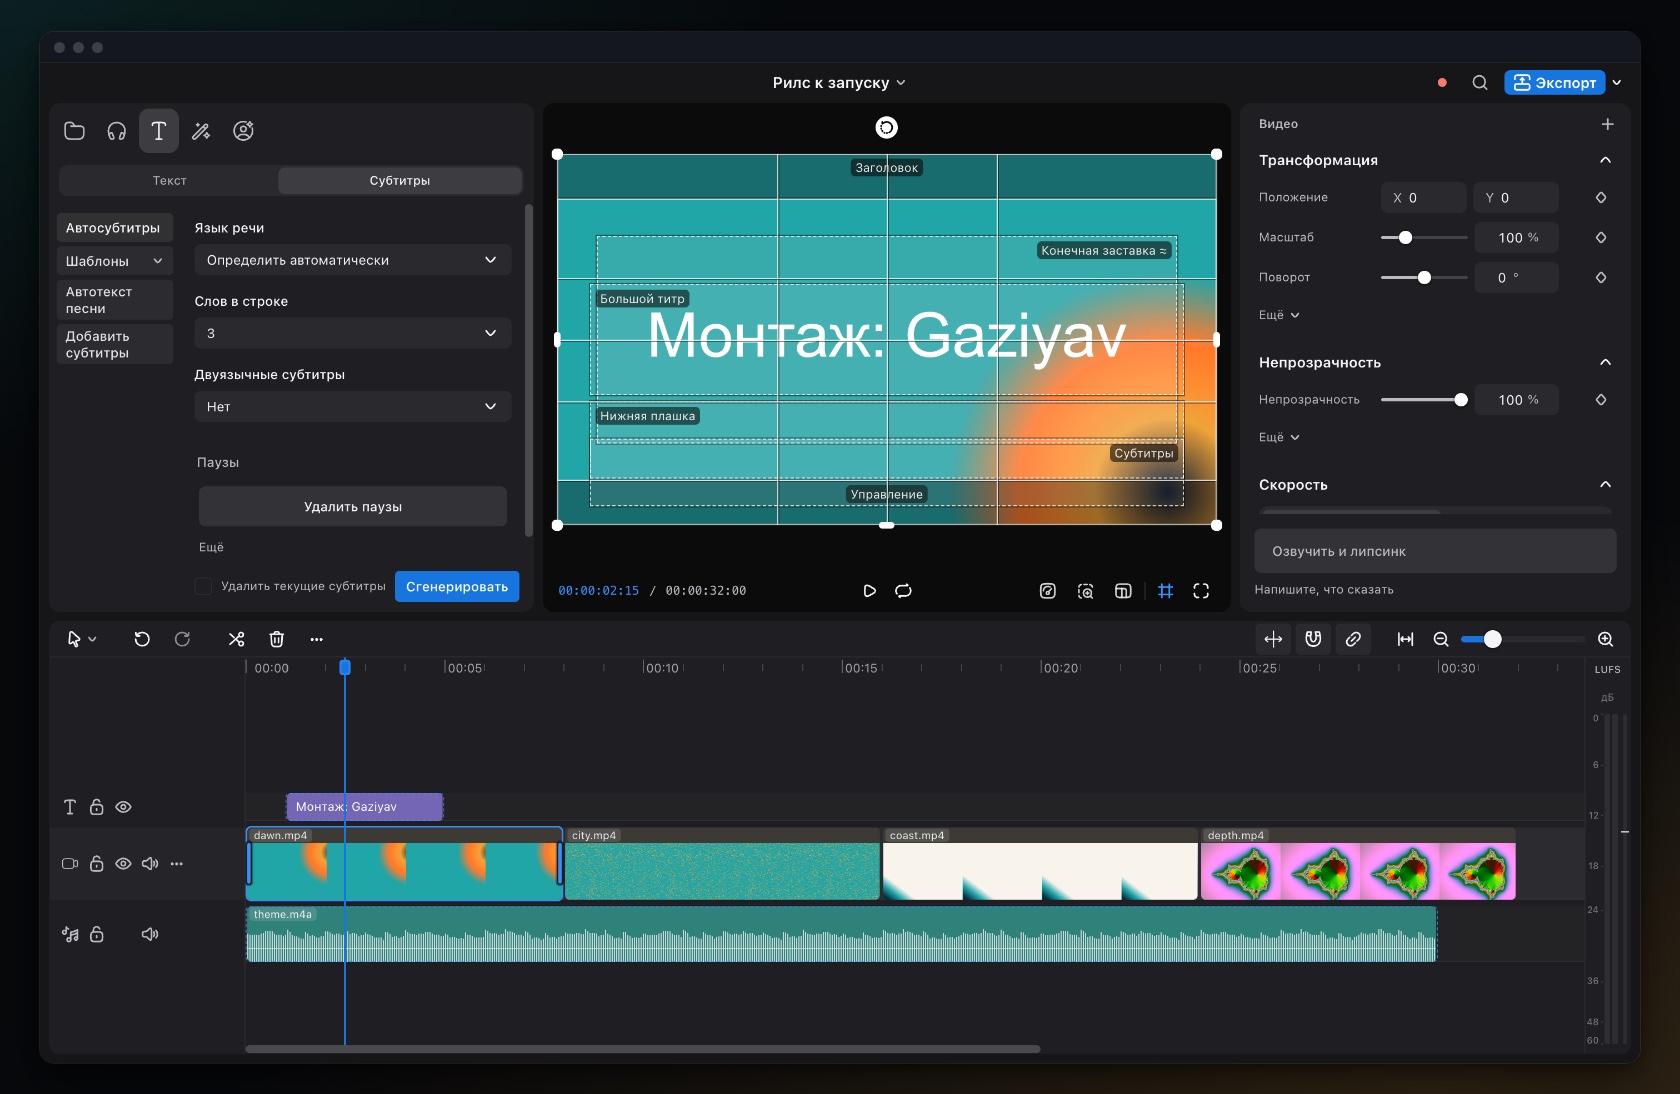 Рилс к запуску
Экспорт
Текст
Субтитры
Автосубтитры
Шаблоны
Автотекст
песни
Добавить
субтитры
Язык речи
Определить автоматически
Слов в строке
3
Двуязычные субтитры
Нет
Паузы
Удалить паузы
Ещё
Удалить текущие субтитры
Сгенерировать
Заголовок
Конечная заставка ≈
Большой титр
Монтаж: Gaziyav
Нижняя плашка
Субтитры
Управление
00:00:02:15 / 00:00:32:00
Видео
Трансформация
Положение X 0 Y 0
Масштаб 100 %
Поворот 0 °
Ещё
Непрозрачность
Непрозрачность 100 %
Ещё
Скорость
Озвучить и липсинк
Напишите, что сказать
00:00 00:05 00:10 00:15 00:20 00:25 00:30
LUFS
дБ
0
6
12
18
24
36
48
60
Монтаж: Gaziyav
dawn.mp4 city.mp4 coast.mp4 depth.mp4
theme.m4a